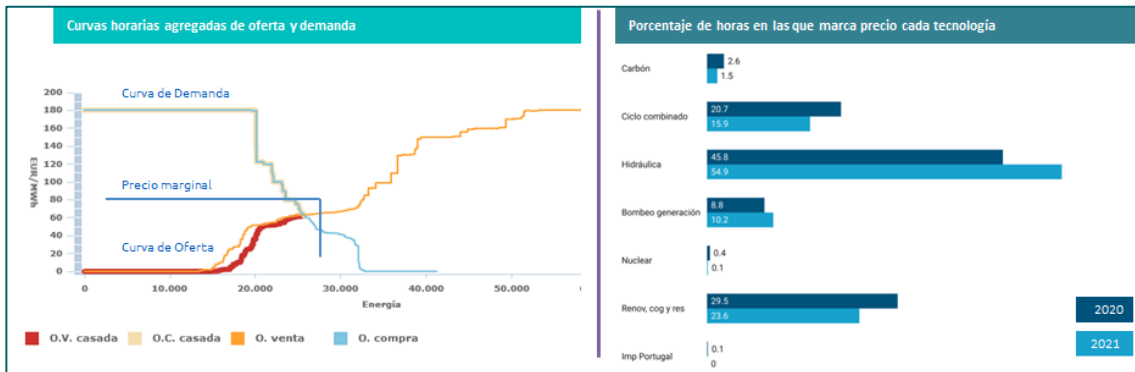 Curvas horarias agregadas de oferta y demanda
200
180
160
140
120
100
80
60
40
20
0
EUR/MWh
Curva de Demanda
Precio marginal
Curva de Oferta
0
10.000
20.000
30.000
40.000
50.000
Energía
O.V. casada
O.C. casada
O. venta
O. compra
Porcentaje de horas en las que marca precio cada tecnología
Carbón
2.6
1.5
Ciclo combinado
20.7
15.9
Hidráulica
45.8
54.9
Bombeo generación
8.8
10.2
Nuclear
0.4
0.1
Renov, cog y res
29.5
23.6
Imp Portugal
0.1
0
2020
2021